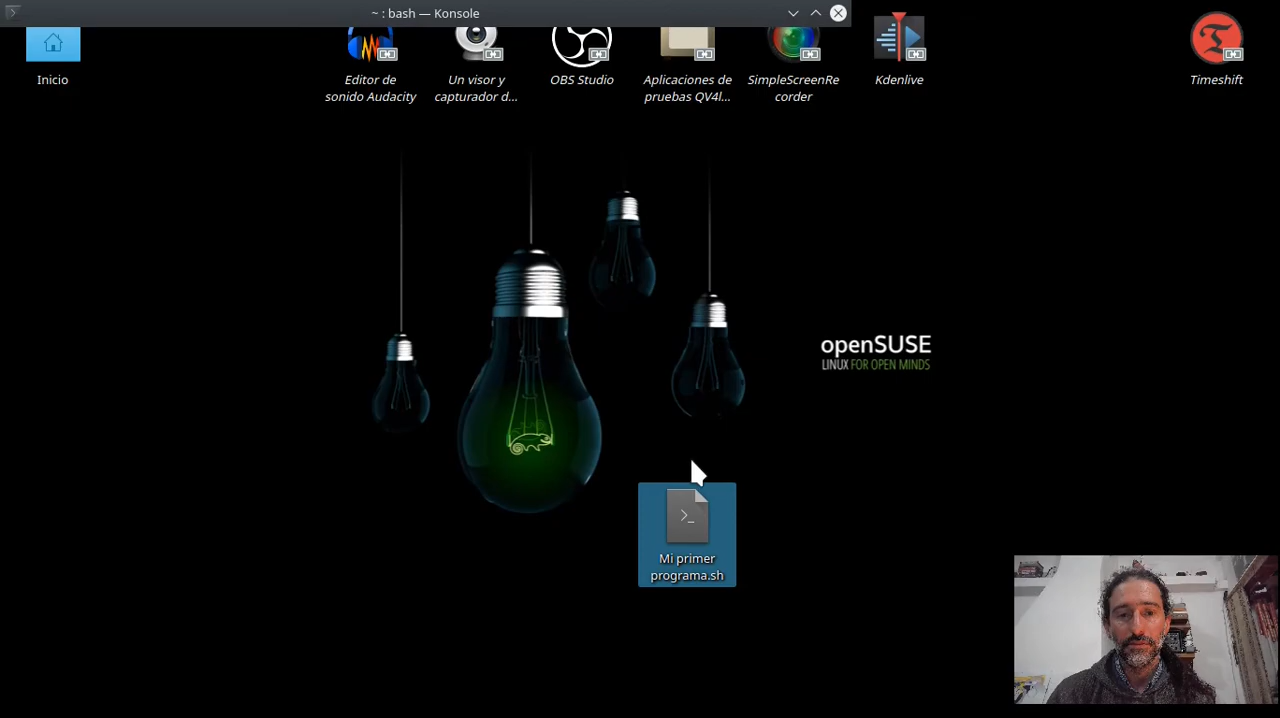 ~ : bash — Konsole
Inicio
Editor de
sonido Audacity
Un visor y
capturador d...
OBS Studio
Aplicaciones de
pruebas QV4l...
SimpleScreenRe
corder
Kdenlive
Timeshift
openSUSE
LINUX FOR OPEN MINDS
Mi primer
programa.sh